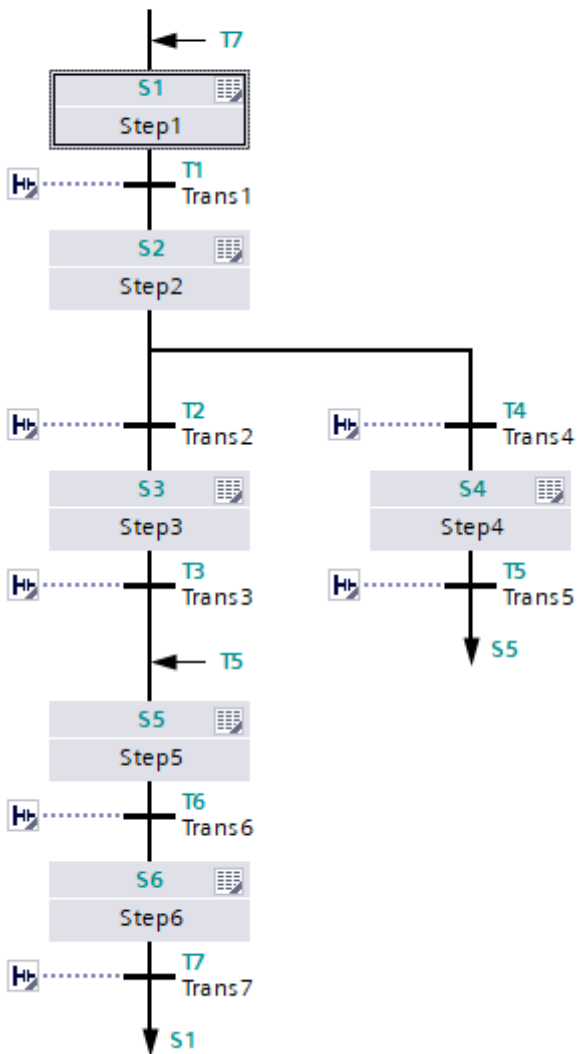 T7
S1
Step1
T1
Trans1
S2
Step2
T2
Trans2
T4
Trans4
S3
Step3
S4
Step4
T3
Trans3
T5
Trans5
T5
S5
S5
Step5
T6
Trans6
S6
Step6
T7
Trans7
S1